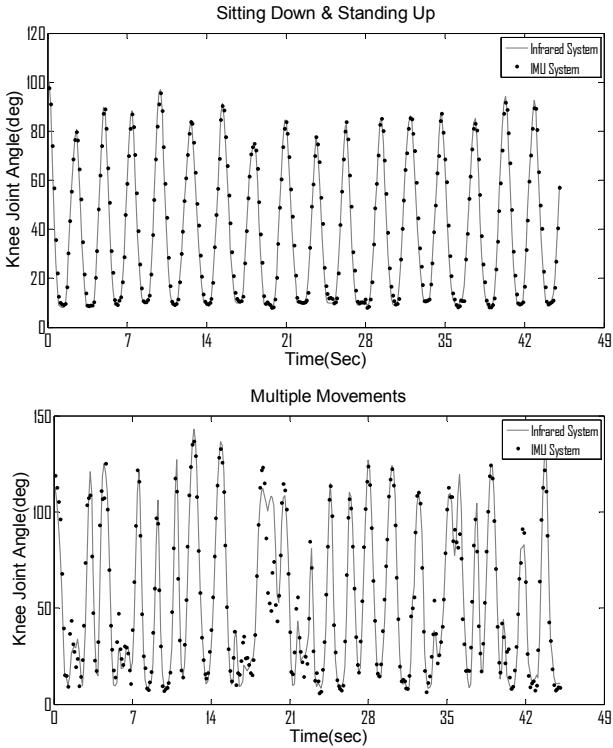 Sitting Down & Standing Up
Infrared System
IMU System
Knee Joint Angle(deg)
120
100
80
60
40
20
0
0 7 14 21 28 35 42 49
Time(Sec)
Multiple Movements
Infrared System
IMU System
Knee Joint Angle(deg)
150
100
50
0
0 7 14 21 28 35 42 49
Time(sec)